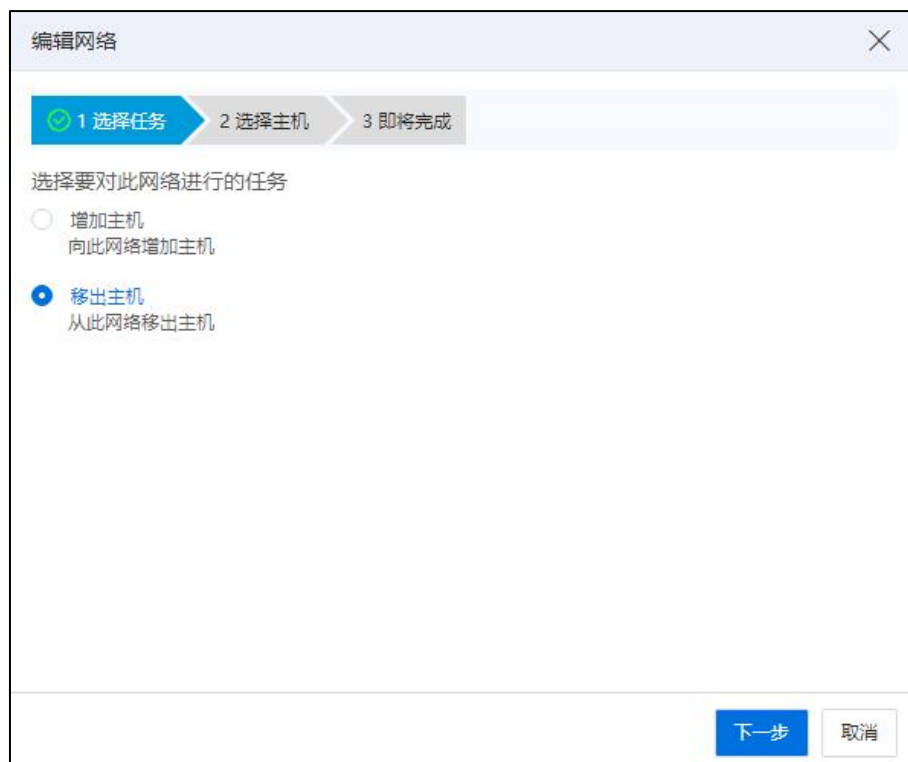 编辑网络
1 选择任务 2 选择主机 3 即将完成
选择要对此网络进行的任务
增加主机
向此网络增加主机
移出主机
从此网络移出主机
下一步 取消